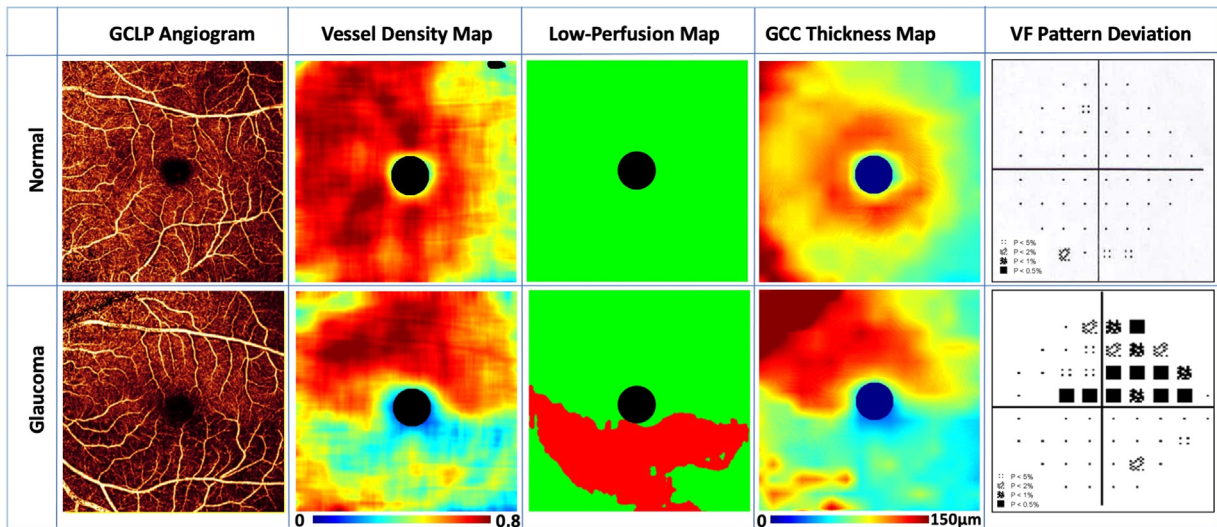 GCLP Angiogram Vessel Density Map Low-Perfusion Map GCC Thickness Map VF Pattern Deviation
Normal
P < 5%
P < 2%
P < 1%
P < 0.5%
Glaucoma
P < 5%
P < 2%
P < 1%
P < 0.5%
0 0.8 0 150μm